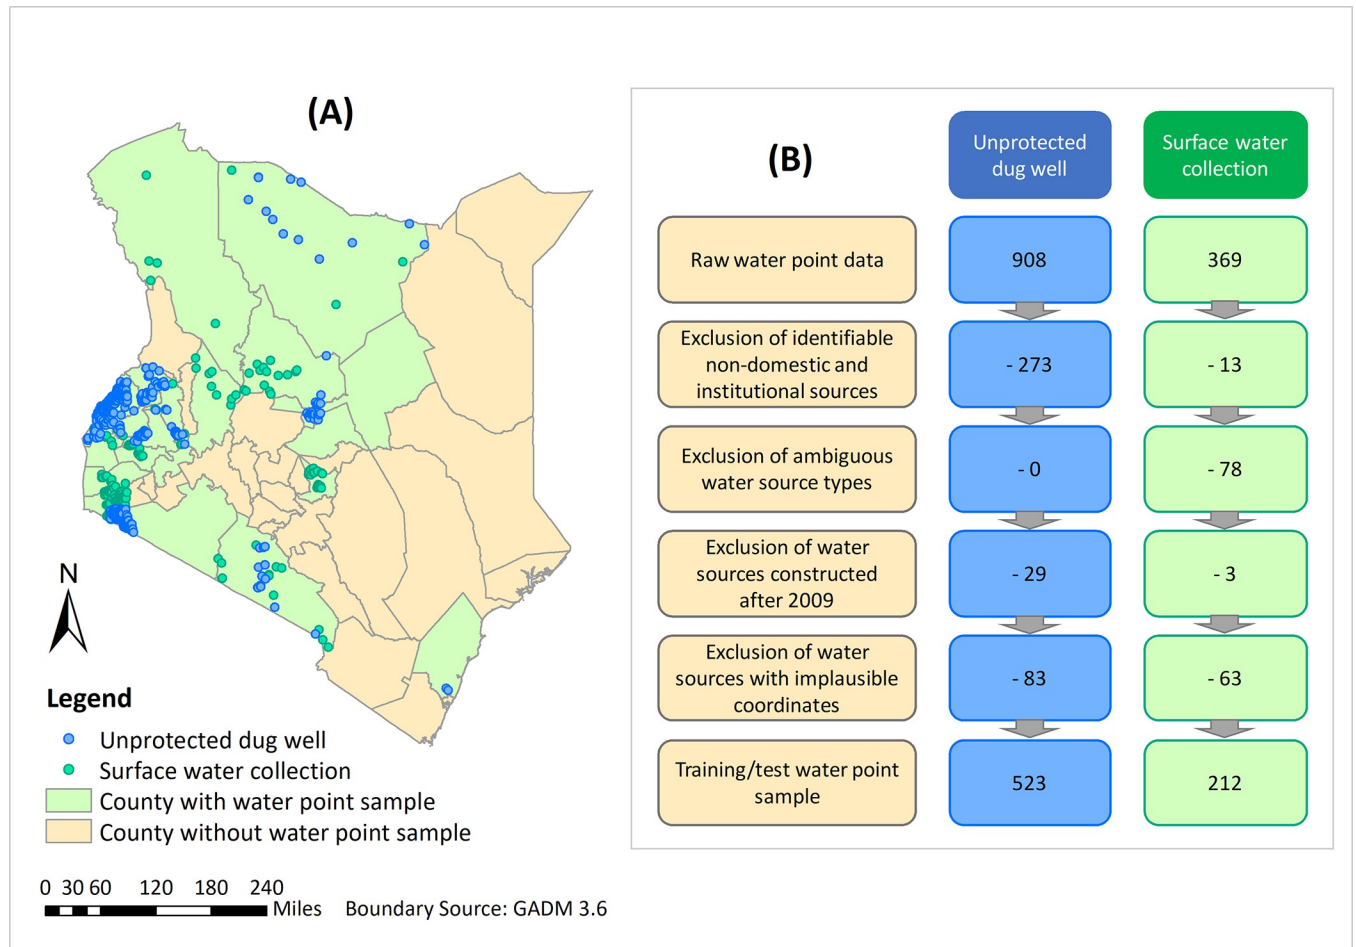 (A)
N
Legend
Unprotected dug well
Surface water collection
County with water point sample
County without water point sample
0 30 60 120 180 240
Miles
Boundary Source: GADM 3.6
(B)
Unprotected
dug well
Surface water
collection
Raw water point data
908
369
Exclusion of identifiable
non-domestic and
institutional sources
- 273
- 13
Exclusion of ambiguous
water source types
- 0
- 78
Exclusion of water
sources constructed
after 2009
- 29
- 3
Exclusion of water
sources with implausible
coordinates
- 83
- 63
Training/test water point
sample
523
212